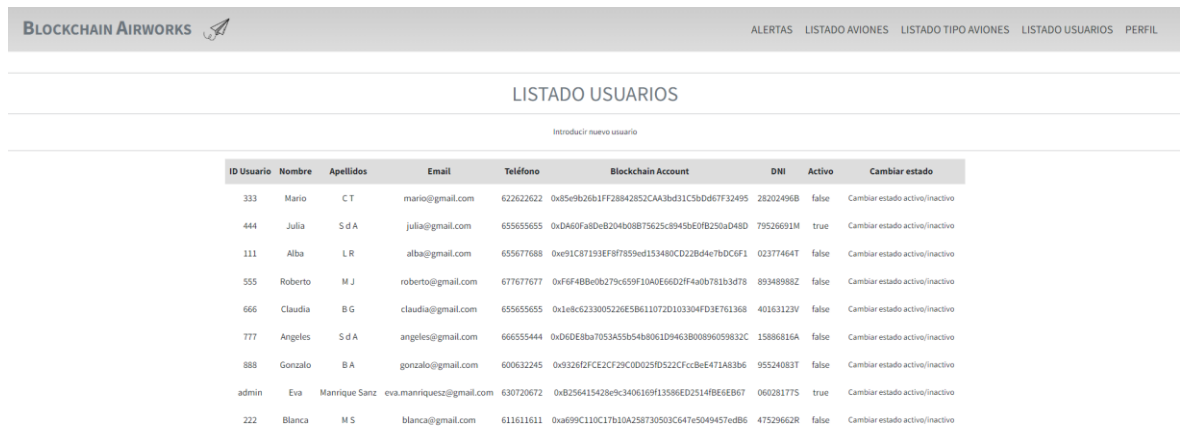 BLOCKCHAIN AIRWORKS
ALERTAS LISTADO AVIONES LISTADO TIPO AVIONES LISTADO USUARIOS PERFIL
LISTADO USUARIOS
Introducir nuevo usuario
ID Usuario Nombre Apellidos Email Teléfono Blockchain Account DNI Activo Cambiar estado
333 Mario C T mario@gmail.com 622622622 0x85e9b26b1FF28842852CAA3bd31C5bDd67F32495 28202496B false Cambiar estado activo/inactivo
444 Julia S d A julia@gmail.com 655655655 0xDA60Fa8DeB204b08B75625c8945bE0fB250aD48D 79526691M true Cambiar estado activo/inactivo
111 Alba L R alba@gmail.com 655677688 0xe91C87193EF8f7859ed153480CD22Bd4e7bDC6F1 02377464T false Cambiar estado activo/inactivo
555 Roberto M J roberto@gmail.com 677677677 0xF6F4BBe0b279c659F10A0E66D2fF4a0b781b3d78 89348988Z false Cambiar estado activo/inactivo
666 Claudia B G claudia@gmail.com 655655655 0x1e8c6233005226E5B611072D103304FD3E761368 40163123V false Cambiar estado activo/inactivo
777 Angeles S d A angeles@gmail.com 666555444 0xD6DE8ba7053A55b54b8061D9463B00896059832C 15886816A false Cambiar estado activo/inactivo
888 Gonzalo B A gonzalo@gmail.com 600632245 0x9326f2FCE2CF29C0D025fD522CFccBeE471A83b6 95524083T false Cambiar estado activo/inactivo
admin Eva Manrique Sanz eva.manriquesz@gmail.com 630720672 0xB256415428e9c3406169f13586ED2514fBE6EB67 06028177S true Cambiar estado activo/inactivo
222 Blanca M S blanca@gmail.com 611611611 0xa699C110C17b10A258730503C647e5049457edB6 47529662R false Cambiar estado activo/inactivo